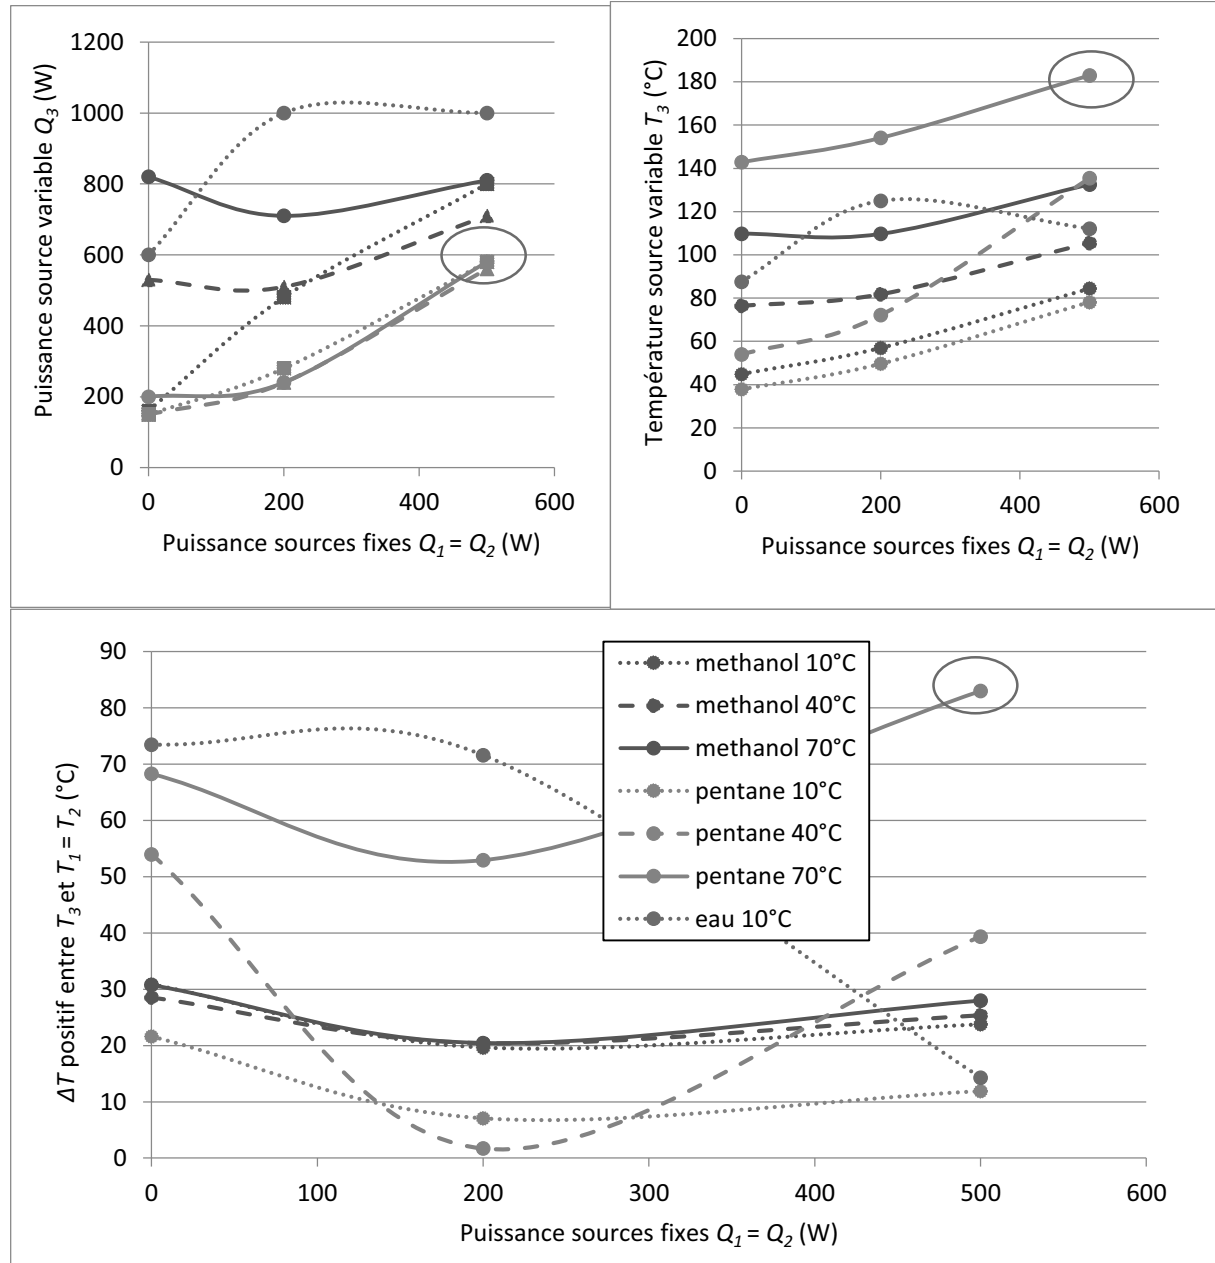 Puissance source variable Q3 (W)
1200
1000
800
600
400
200
0
0 200 400 600
Puissance sources fixes Q1 = Q2 (W)
Température source variable T3 (°C)
200
180
160
140
120
100
80
60
40
20
0
0 200 400 600
Puissance sources fixes Q1 = Q2 (W)
ΔT positif entre T3 et T1 = T2 (°C)
90
80
70
60
50
40
30
20
10
0
0 100 200 300 400 500 600
Puissance sources fixes Q1 = Q2 (W)
methanol 10°C
methanol 40°C
methanol 70°C
pentane 10°C
pentane 40°C
pentane 70°C
eau 10°C